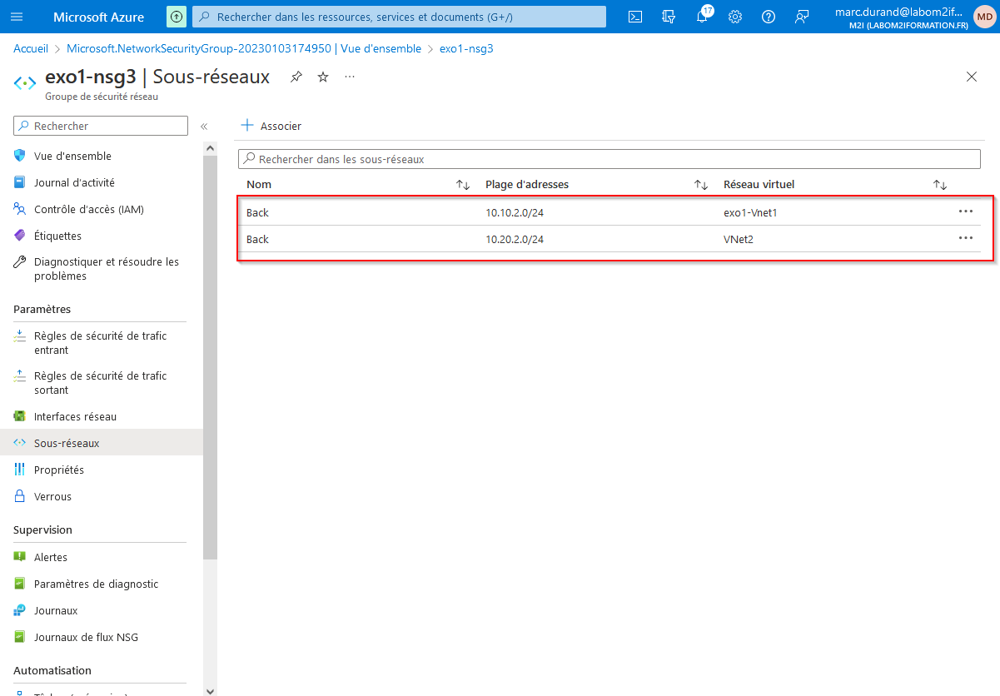 Microsoft Azure
Rechercher dans les ressources, services et documents (G+/)
17
marc.durand@labom2if...
M2I (LABOM2IFORMATION.FR)
MD
Accueil > Microsoft.NetworkSecurityGroup-20230103174950 | Vue d'ensemble > exo1-nsg3
exo1-nsg3 | Sous-réseaux
Groupe de sécurité réseau
Rechercher
«
Vue d'ensemble
Journal d'activité
Contrôle d'accès (IAM)
Étiquettes
Diagnostiquer et résoudre les
problèmes
Paramètres
Règles de sécurité de trafic
entrant
Règles de sécurité de trafic
sortant
Interfaces réseau
Sous-réseaux
Propriétés
Verrous
Supervision
Alertes
Paramètres de diagnostic
Journaux
Journaux de flux NSG
Automatisation
Associer
Rechercher dans les sous-réseaux
Nom Plage d'adresses Réseau virtuel
Back 10.10.2.0/24 exo1-Vnet1
Back 10.20.2.0/24 VNet2